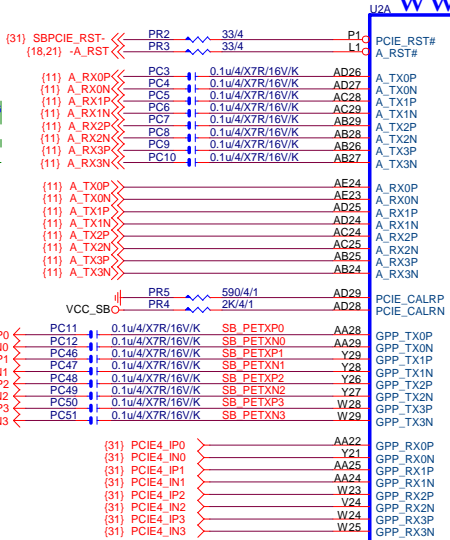 U2A
{31} SBPCIE_RST- PR2 33/4 P1 PCIE_RST#
{18,21} -A_RST PR3 33/4 L1 A_RST#
{11} A_RX0P PC3 0.1u/4/X7R/16V/K AD26 A_TX0P
{11} A_RX0N PC4 0.1u/4/X7R/16V/K AD27 A_TX0N
{11} A_RX1P PC5 0.1u/4/X7R/16V/K AC28 A_TX1P
{11} A_RX1N PC6 0.1u/4/X7R/16V/K AC29 A_TX1N
{11} A_RX2P PC7 0.1u/4/X7R/16V/K AB29 A_TX2P
{11} A_RX2N PC8 0.1u/4/X7R/16V/K AB28 A_TX2N
{11} A_RX3P PC9 0.1u/4/X7R/16V/K AB26 A_TX3P
{11} A_RX3N PC10 0.1u/4/X7R/16V/K AB27 A_TX3N
{11} A_TX0P AE24 A_RX0P
{11} A_TX0N AE23 A_RX0N
{11} A_TX1P AD25 A_RX1P
{11} A_TX1N AD24 A_RX1N
{11} A_TX2P AC24 A_RX2P
{11} A_TX2N AC25 A_RX2N
{11} A_TX3P AB25 A_RX3P
{11} A_TX3N AB24 A_RX3N
PR5 590/4/1 AD29 PCIE_CALRP
VCC_SB PR4 2K/4/1 AD28 PCIE_CALRN
P0 PC11 0.1u/4/X7R/16V/K SB_PETXP0 AA28 GPP_TX0P
N0 PC12 0.1u/4/X7R/16V/K SB_PETXN0 AA29 GPP_TX0N
P1 PC46 0.1u/4/X7R/16V/K SB_PETXP1 Y29 GPP_TX1P
N1 PC47 0.1u/4/X7R/16V/K SB_PETXN1 Y28 GPP_TX1N
P2 PC48 0.1u/4/X7R/16V/K SB_PETXP2 Y26 GPP_TX2P
N2 PC49 0.1u/4/X7R/16V/K SB_PETXN2 Y27 GPP_TX2N
P3 PC50 0.1u/4/X7R/16V/K SB_PETXP3 W28 GPP_TX3P
N3 PC51 0.1u/4/X7R/16V/K SB_PETXN3 W29 GPP_TX3N
{31} PCIE4_IP0 AA22 GPP_RX0P
{31} PCIE4_IN0 Y21 GPP_RX0N
{31} PCIE4_IP1 AA25 GPP_RX1P
{31} PCIE4_IN1 AA24 GPP_RX1N
{31} PCIE4_IP2 W23 GPP_RX2P
{31} PCIE4_IN2 V24 GPP_RX2N
{31} PCIE4_IP3 W24 GPP_RX3P
{31} PCIE4_IN3 W25 GPP_RX3N